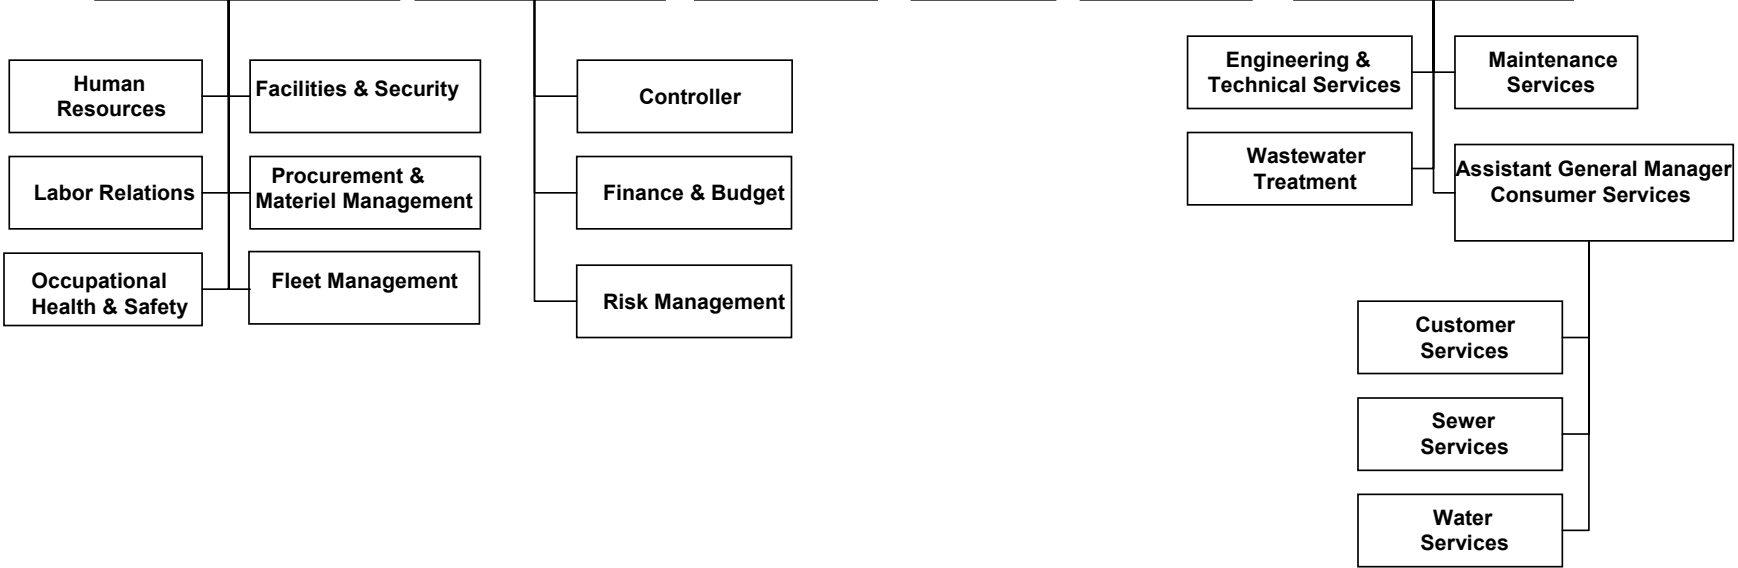 Human
Resources
Facilities & Security
Labor Relations
Procurement &
Materiel Management
Occupational
Health & Safety
Fleet Management
Controller
Finance & Budget
Risk Management
Engineering &
Technical Services
Maintenance
Services
Wastewater
Treatment
Assistant General Manager
Consumer Services
Customer
Services
Sewer
Services
Water
Services